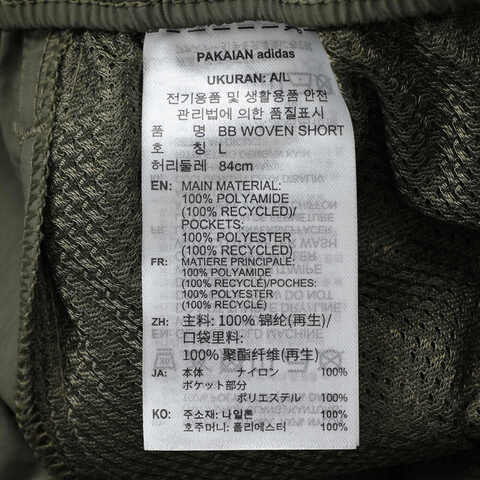 PAKAIAN adidas
UKURAN: A/L
전기용품 및 생활용품 안전
관리법에 의한 품질표시
품 명 BB WOVEN SHORT
호 칭 L
허리둘레 84cm
EN: MAIN MATERIAL:
100% POLYAMIDE
(100% RECYCLED)/
POCKETS:
100% POLYESTER
(100% RECYCLED)
FR: MATIERE PRINCIPALE:
100% POLYAMIDE
(100% RECYCLÉ)/POCHES:
100% POLYESTER
(100% RECYCLÉ)
ZH: 主料: 100% 锦纶(再生)/
口袋里料:
100% 聚酯纤维(再生)
JA: 本体 ナイロン 100%
ポケット部分
ポリエステル 100%
KO: 주소재: 나일론 100%
호주머니: 폴리에스터 100%